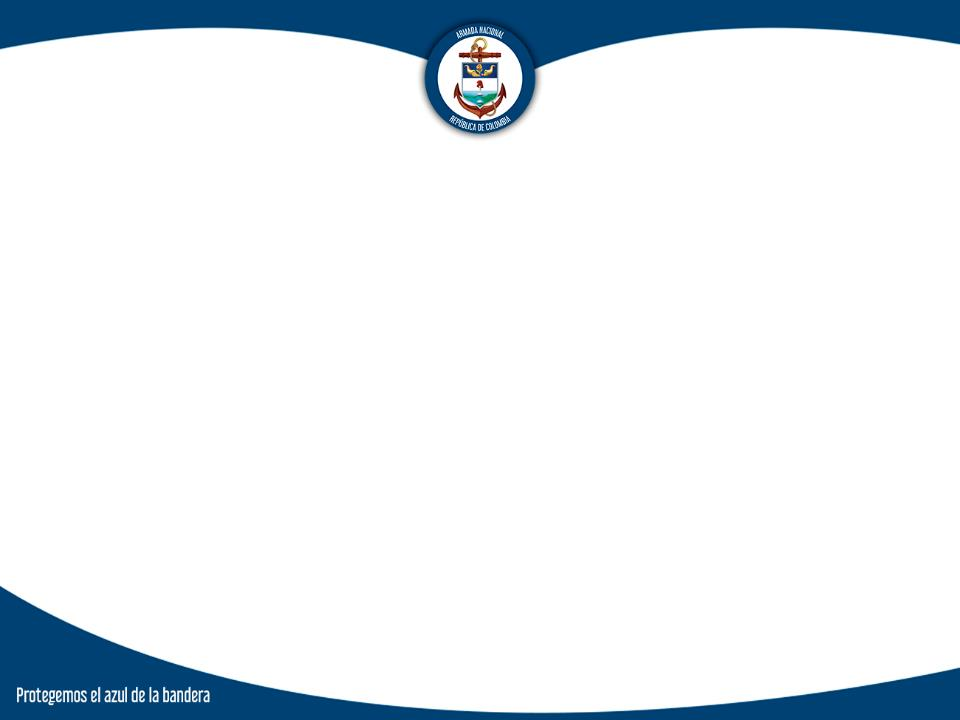 ARMADA NACIONAL
REPÚBLICA DE COLOMBIA
Protegemos el azul de la bandera